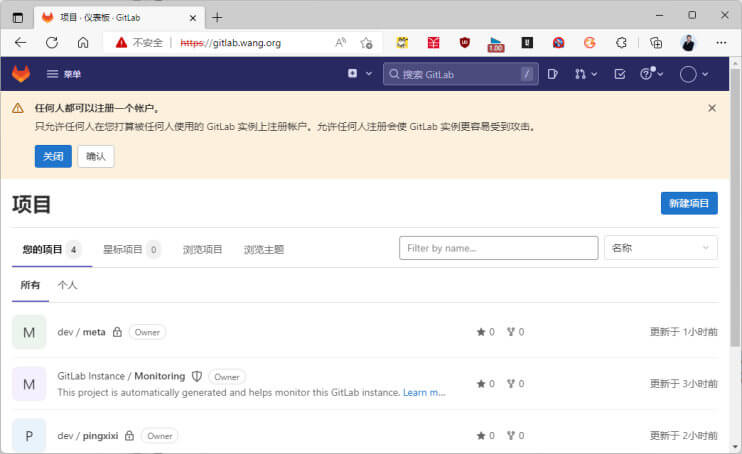 项目 · 仪表板 · GitLab
不安全 https://gitlab.wang.org
1.00
菜单
搜索 GitLab /
任何人都可以注册一个帐户。
只允许任何人在您打算被任何人使用的 GitLab 实例上注册帐户。允许任何人注册会使 GitLab 实例更容易受到攻击。
关闭 确认
项目 新建项目
您的项目 4 星标项目 0 浏览项目 浏览主题 Filter by name... 名称
所有 个人
M dev / meta Owner 0 0 更新于 1小时前
M GitLab Instance / Monitoring Owner 0 0 更新于 3小时前
This project is automatically generated and helps monitor this GitLab instance. Learn m...
P dev / pingxixi Owner 0 0 更新于 2小时前